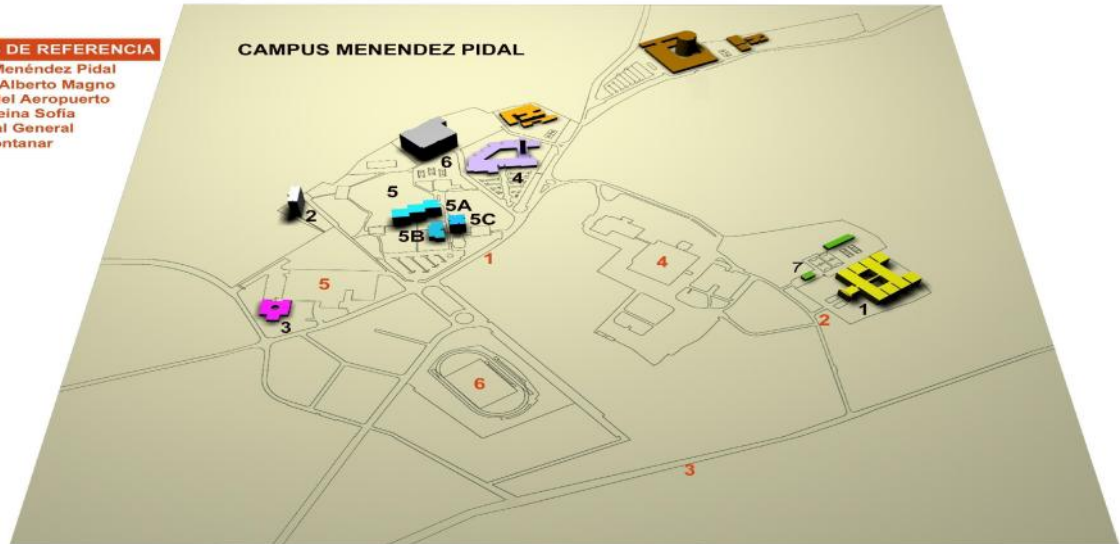 DE REFERENCIA
Menéndez Pidal
Alberto Magno
del Aeropuerto
eina Sofía
al General
ontanar
CAMPUS MENENDEZ PIDAL
6
4
5
5A
5C
5B
2
1
5
3
4
7
1
2
6
3